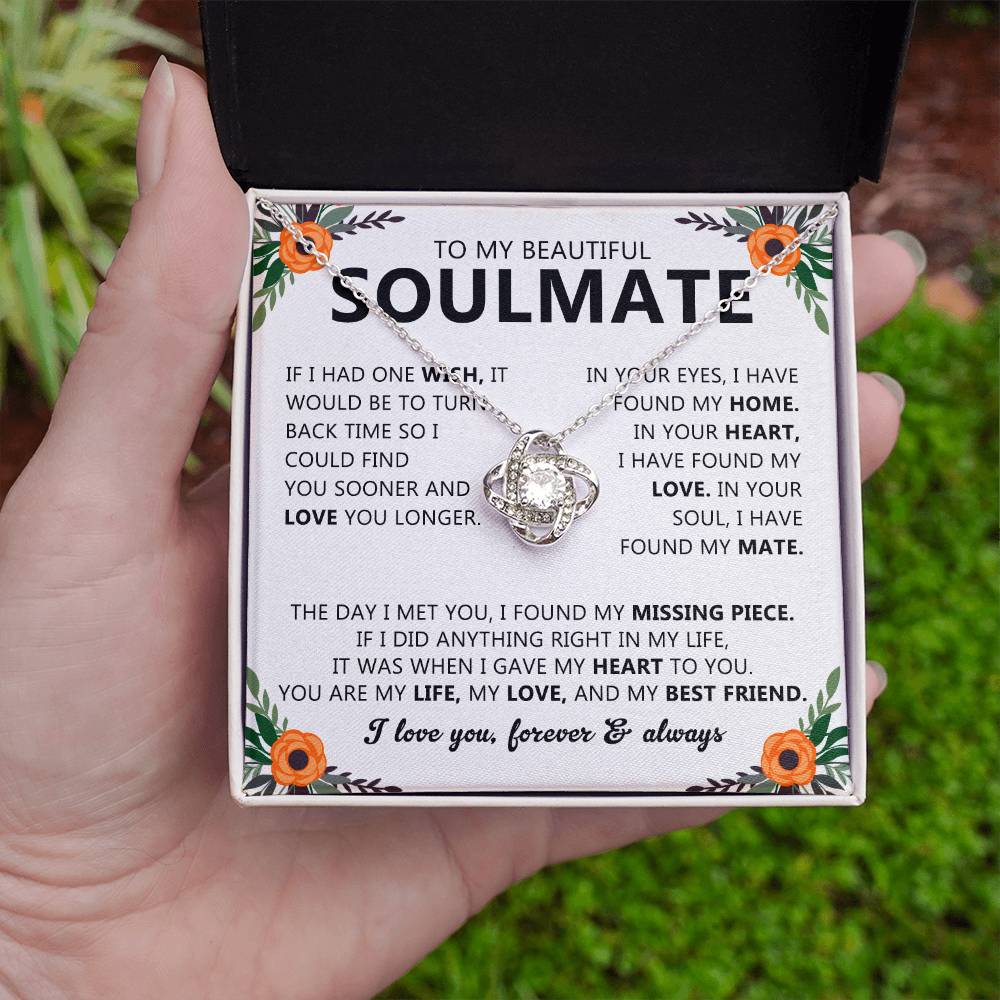 TO MY BEAUTIFUL
SOULMATE
IF I HAD ONE WISH, IT
WOULD BE TO TURN
BACK TIME SO I
COULD FIND
YOU SOONER AND
LOVE YOU LONGER.
IN YOUR EYES, I HAVE
FOUND MY HOME.
IN YOUR HEART,
I HAVE FOUND MY
LOVE. IN YOUR
SOUL, I HAVE
FOUND MY MATE.
THE DAY I MET YOU, I FOUND MY MISSING PIECE.
IF I DID ANYTHING RIGHT IN MY LIFE,
IT WAS WHEN I GAVE MY HEART TO YOU.
YOU ARE MY LIFE, MY LOVE, AND MY BEST FRIEND.
I love you, forever & always